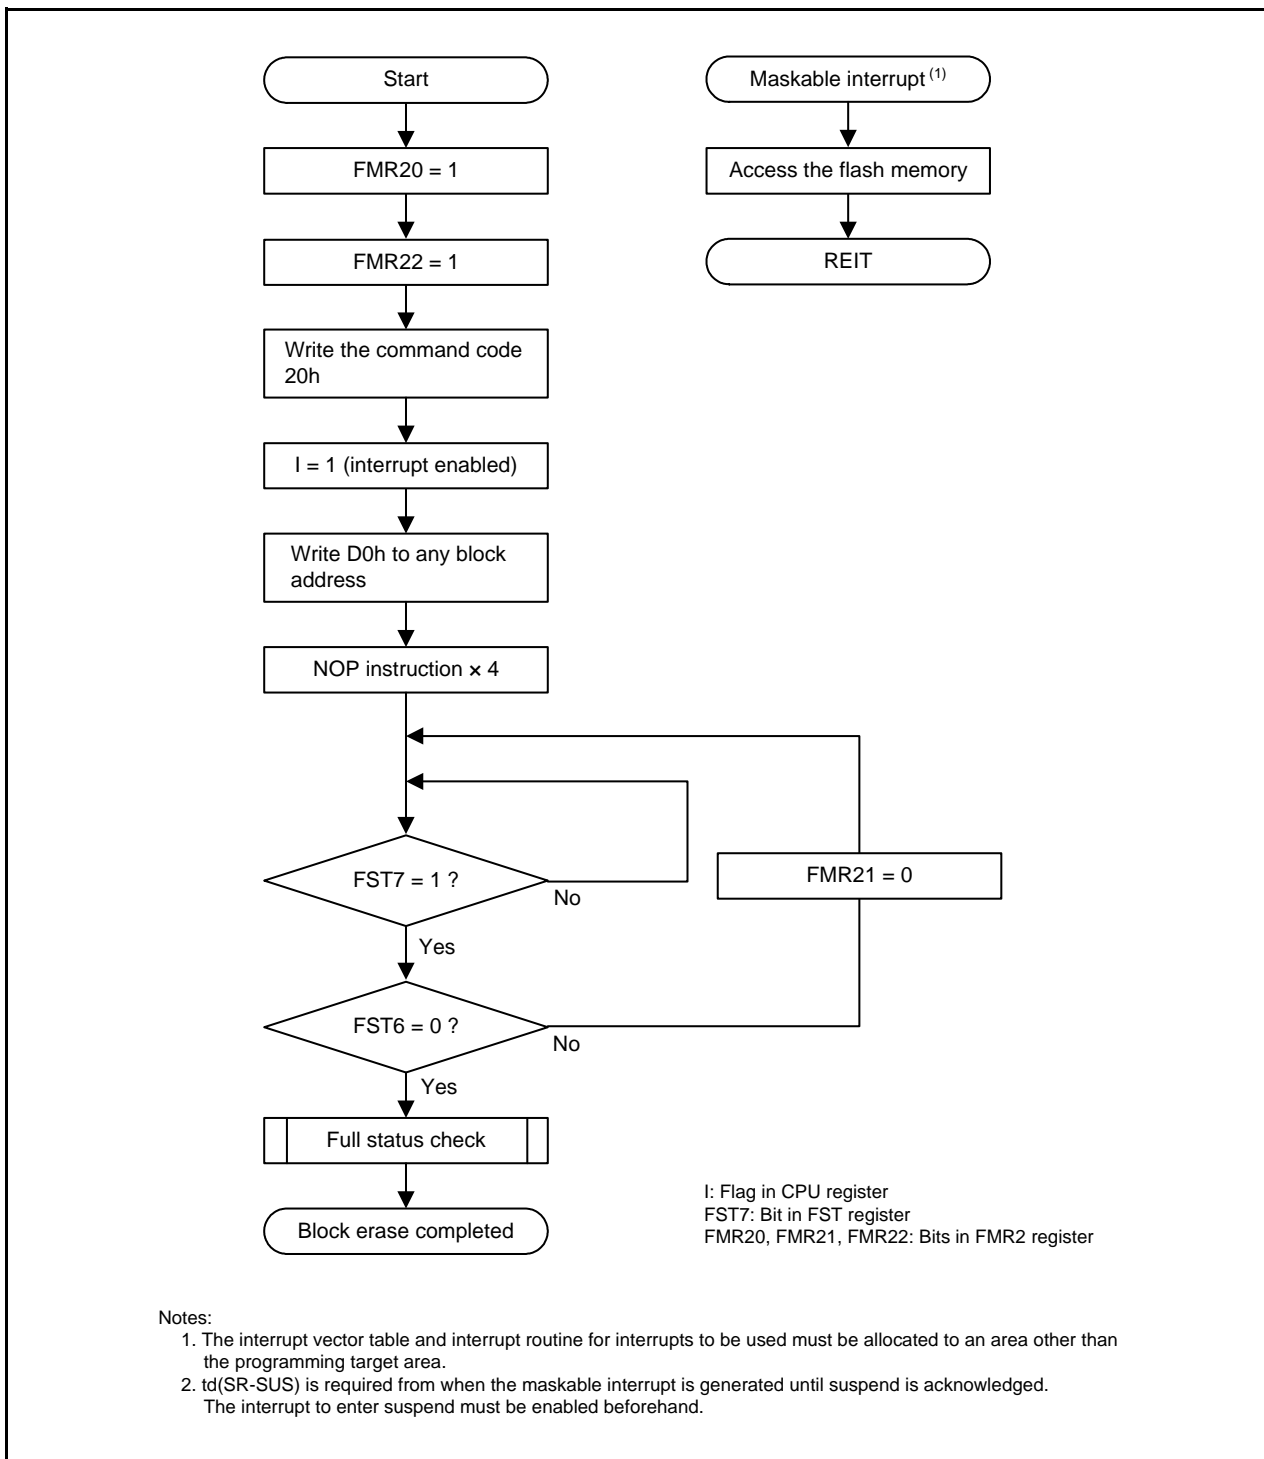 Start
FMR20 = 1
FMR22 = 1
Write the command code
20h
I = 1 (interrupt enabled)
Write D0h to any block
address
NOP instruction × 4
FST7 = 1 ?
No
Yes
FST6 = 0 ?
No
Yes
FMR21 = 0
Full status check
Block erase completed
Maskable interrupt (1)
Access the flash memory
REIT
I: Flag in CPU register
FST7: Bit in FST register
FMR20, FMR21, FMR22: Bits in FMR2 register
Notes:
1. The interrupt vector table and interrupt routine for interrupts to be used must be allocated to an area other than
the programming target area.
2. td(SR-SUS) is required from when the maskable interrupt is generated until suspend is acknowledged.
The interrupt to enter suspend must be enabled beforehand.